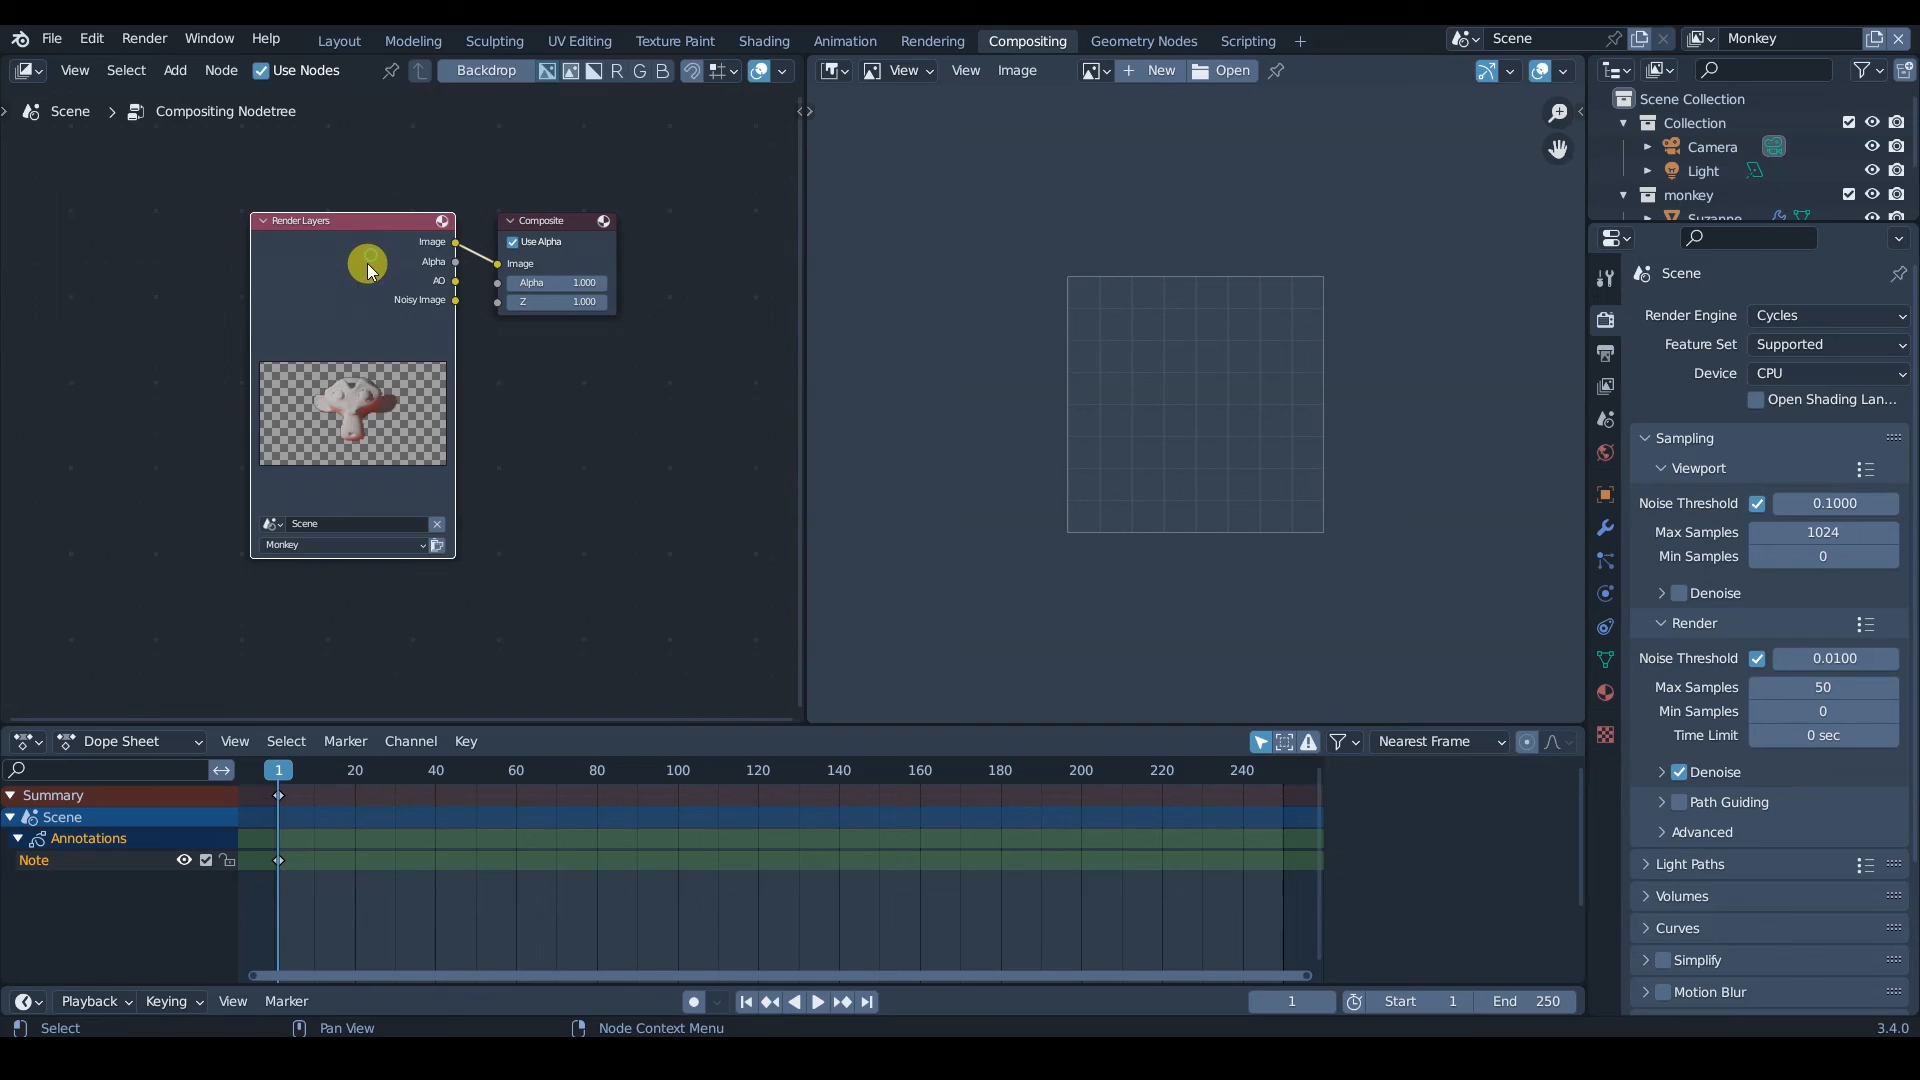 File Edit Render Window Help Layout Modeling Sculpting UV Editing Texture Paint Shading Animation Rendering Compositing Geometry Nodes Scripting + Scene Monkey
View Select Add Node Use Nodes Backdrop R G B View View Image New Open
Scene > Compositing Nodetree
Scene Collection
Collection
Camera
Light
monkey
Suzanne
Render Layers
Image
Alpha
AO
Noisy Image
Scene
Monkey
Composite
Use Alpha
Image
Alpha 1.000
Z 1.000
Scene
Render Engine Cycles
Feature Set Supported
Device CPU
Open Shading Lan...
Sampling
Viewport
Noise Threshold 0.1000
Max Samples 1024
Min Samples 0
Denoise
Render
Noise Threshold 0.0100
Max Samples 50
Min Samples 0
Time Limit 0 sec
Denoise
Path Guiding
Advanced
Light Paths
Volumes
Curves
Simplify
Motion Blur
Dope Sheet View Select Marker Channel Key Nearest Frame
1 20 40 60 80 100 120 140 160 180 200 220 240
Summary
Scene
Annotations
Note
Playback Keying View Marker 1 Start 1 End 250
Select Pan View Node Context Menu 3.4.0